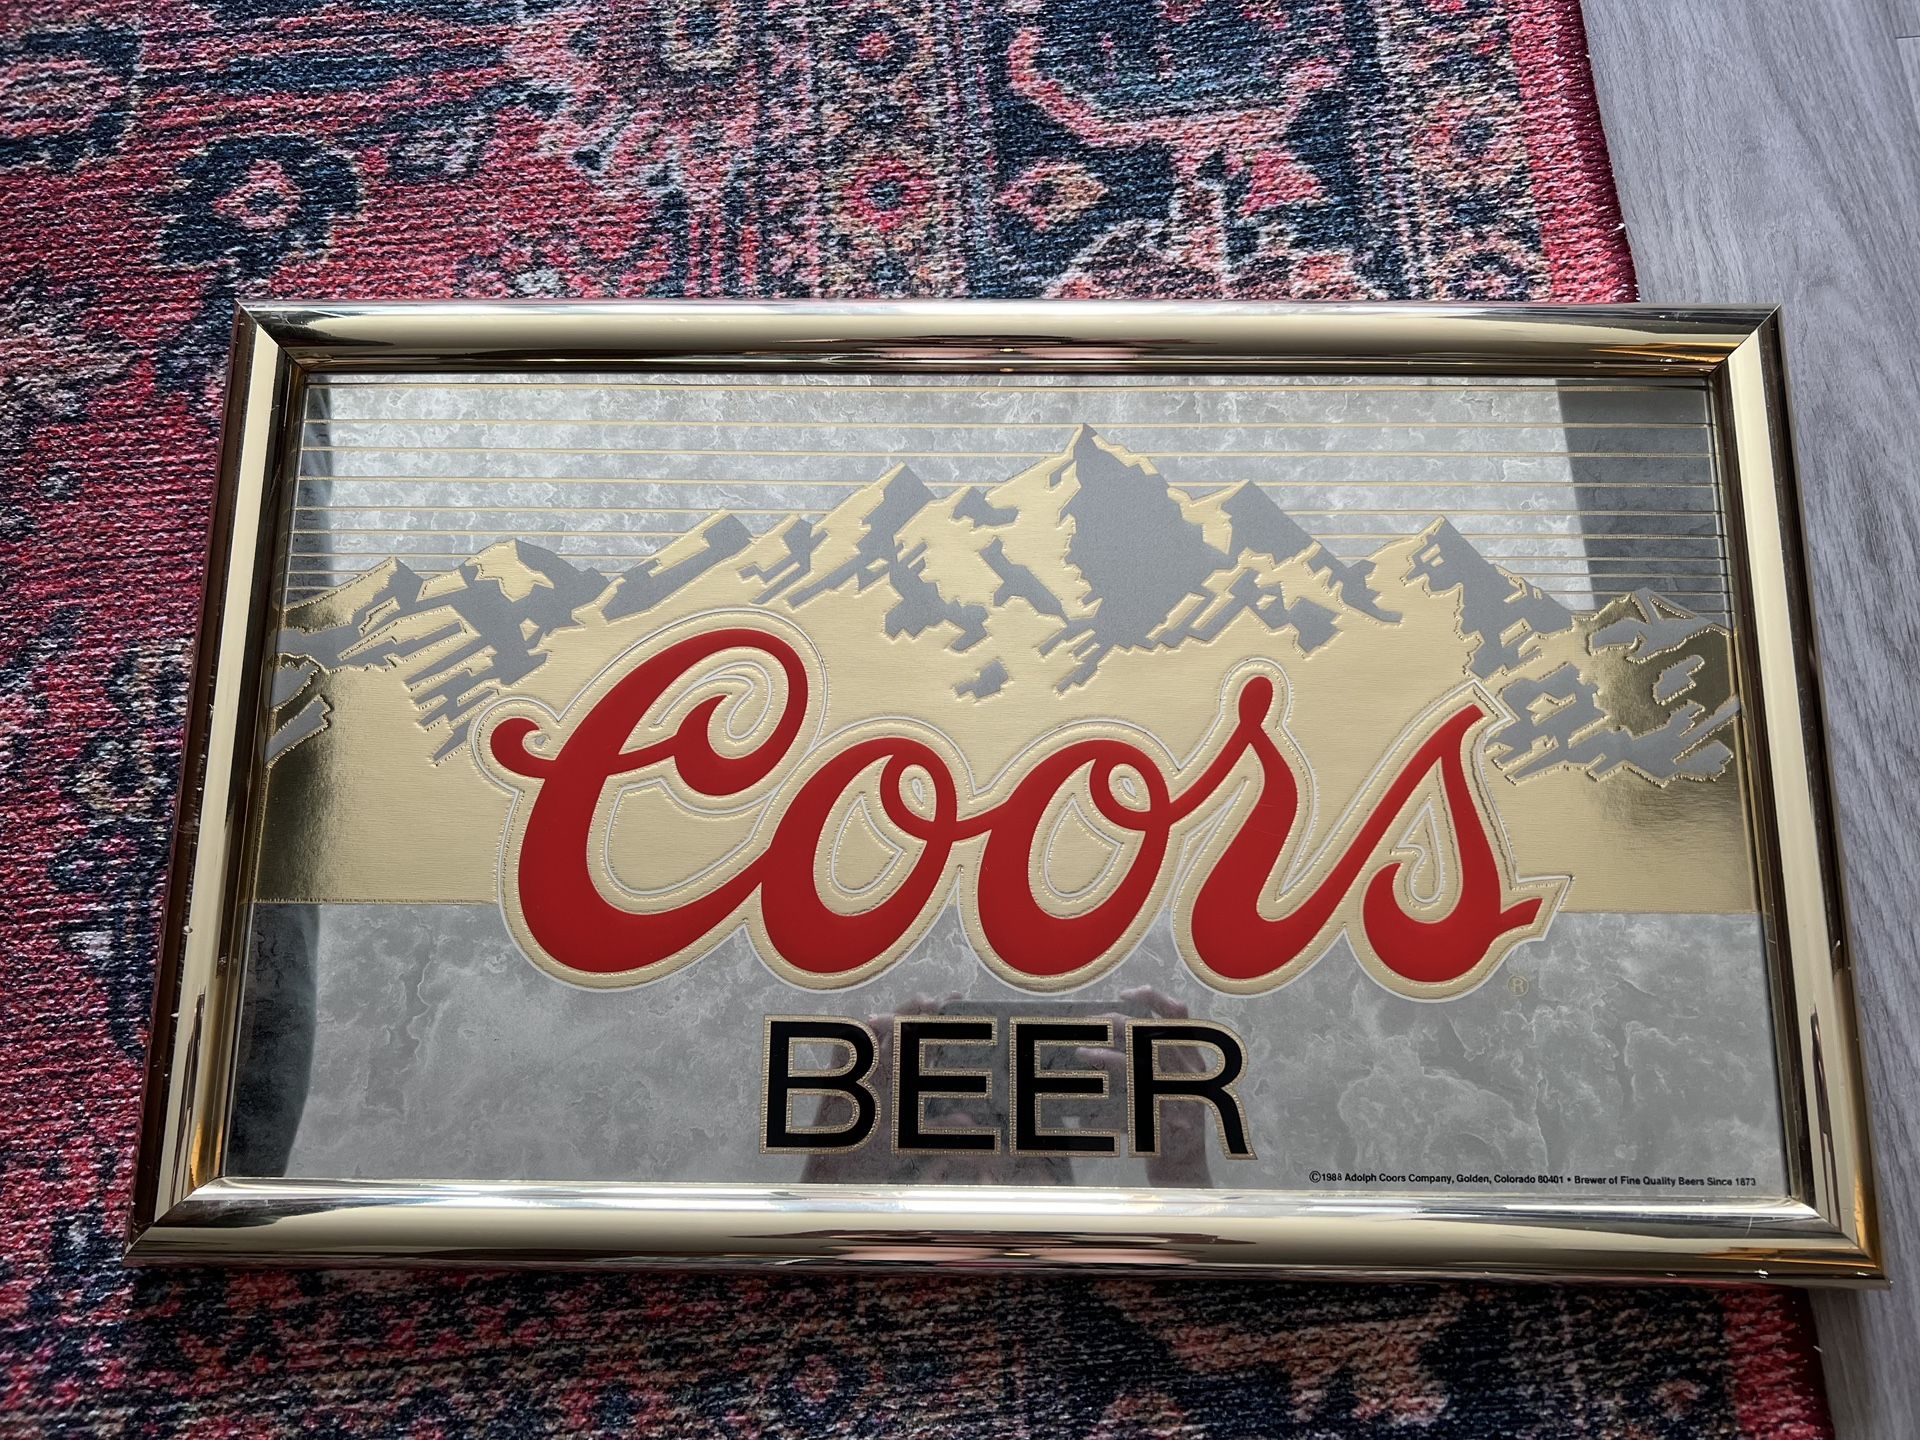 Coors
®
BEER
©1988 Adolph Coors Company, Golden, Colorado 80401 • Brewer of Fine Quality Beers Since 1873